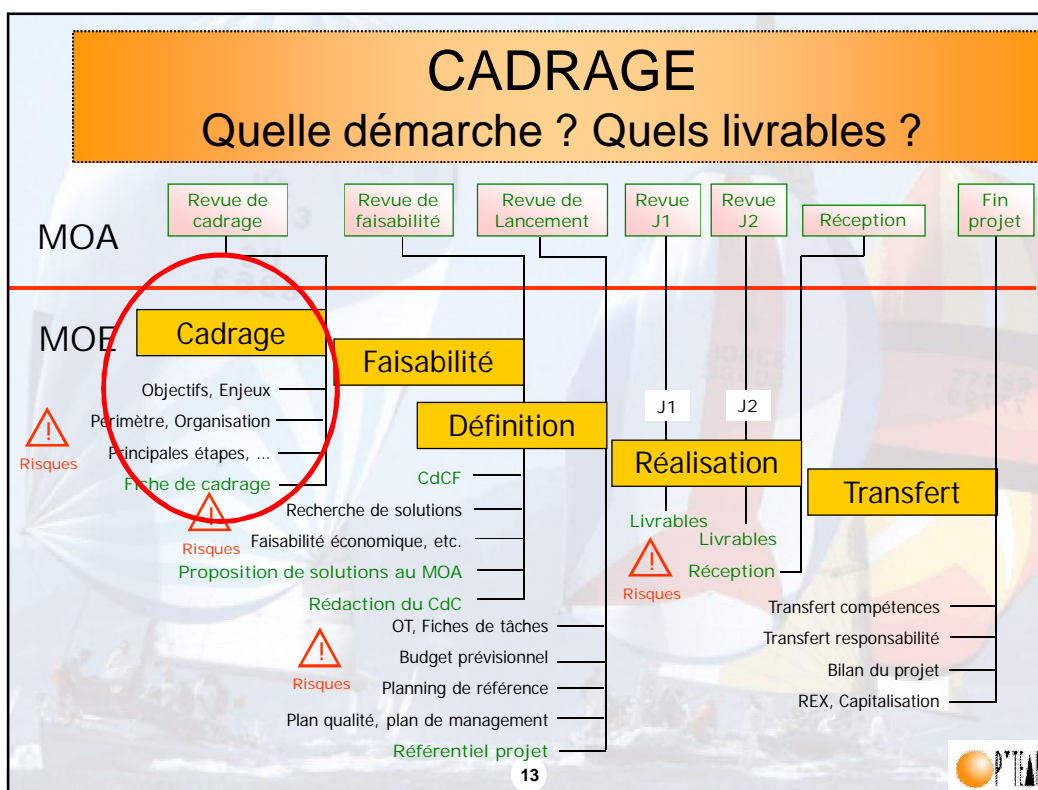 CADRAGE
Quelle démarche ? Quels livrables ?
Revue de
cadrage
Revue de
faisabilité
Revue de
Lancement
Revue
J1
Revue
J2
Réception
Fin
projet
MOA
MOE
Cadrage
Objectifs, Enjeux
Périmètre, Organisation
Principales étapes, ...
Fiche de cadrage
Risques
Faisabilité
CdCF
Recherche de solutions
Faisabilité économique, etc.
Proposition de solutions au MOA
Rédaction du CdC
Risques
Définition
OT, Fiches de tâches
Budget prévisionnel
Planning de référence
Plan qualité, plan de management
Référentiel projet
Risques
J1
J2
Réalisation
Livrables
Livrables
Réception
Risques
Transfert
Transfert compétences
Transfert responsabilité
Bilan du projet
REX, Capitalisation
13